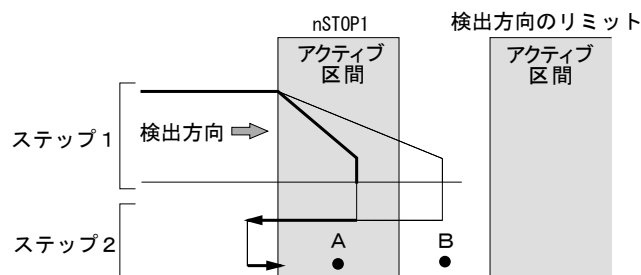 nSTOP1
検出方向のリミット
アクティブ
区間
アクティブ
区間
ステップ1
検出方向
ステップ2
A
B